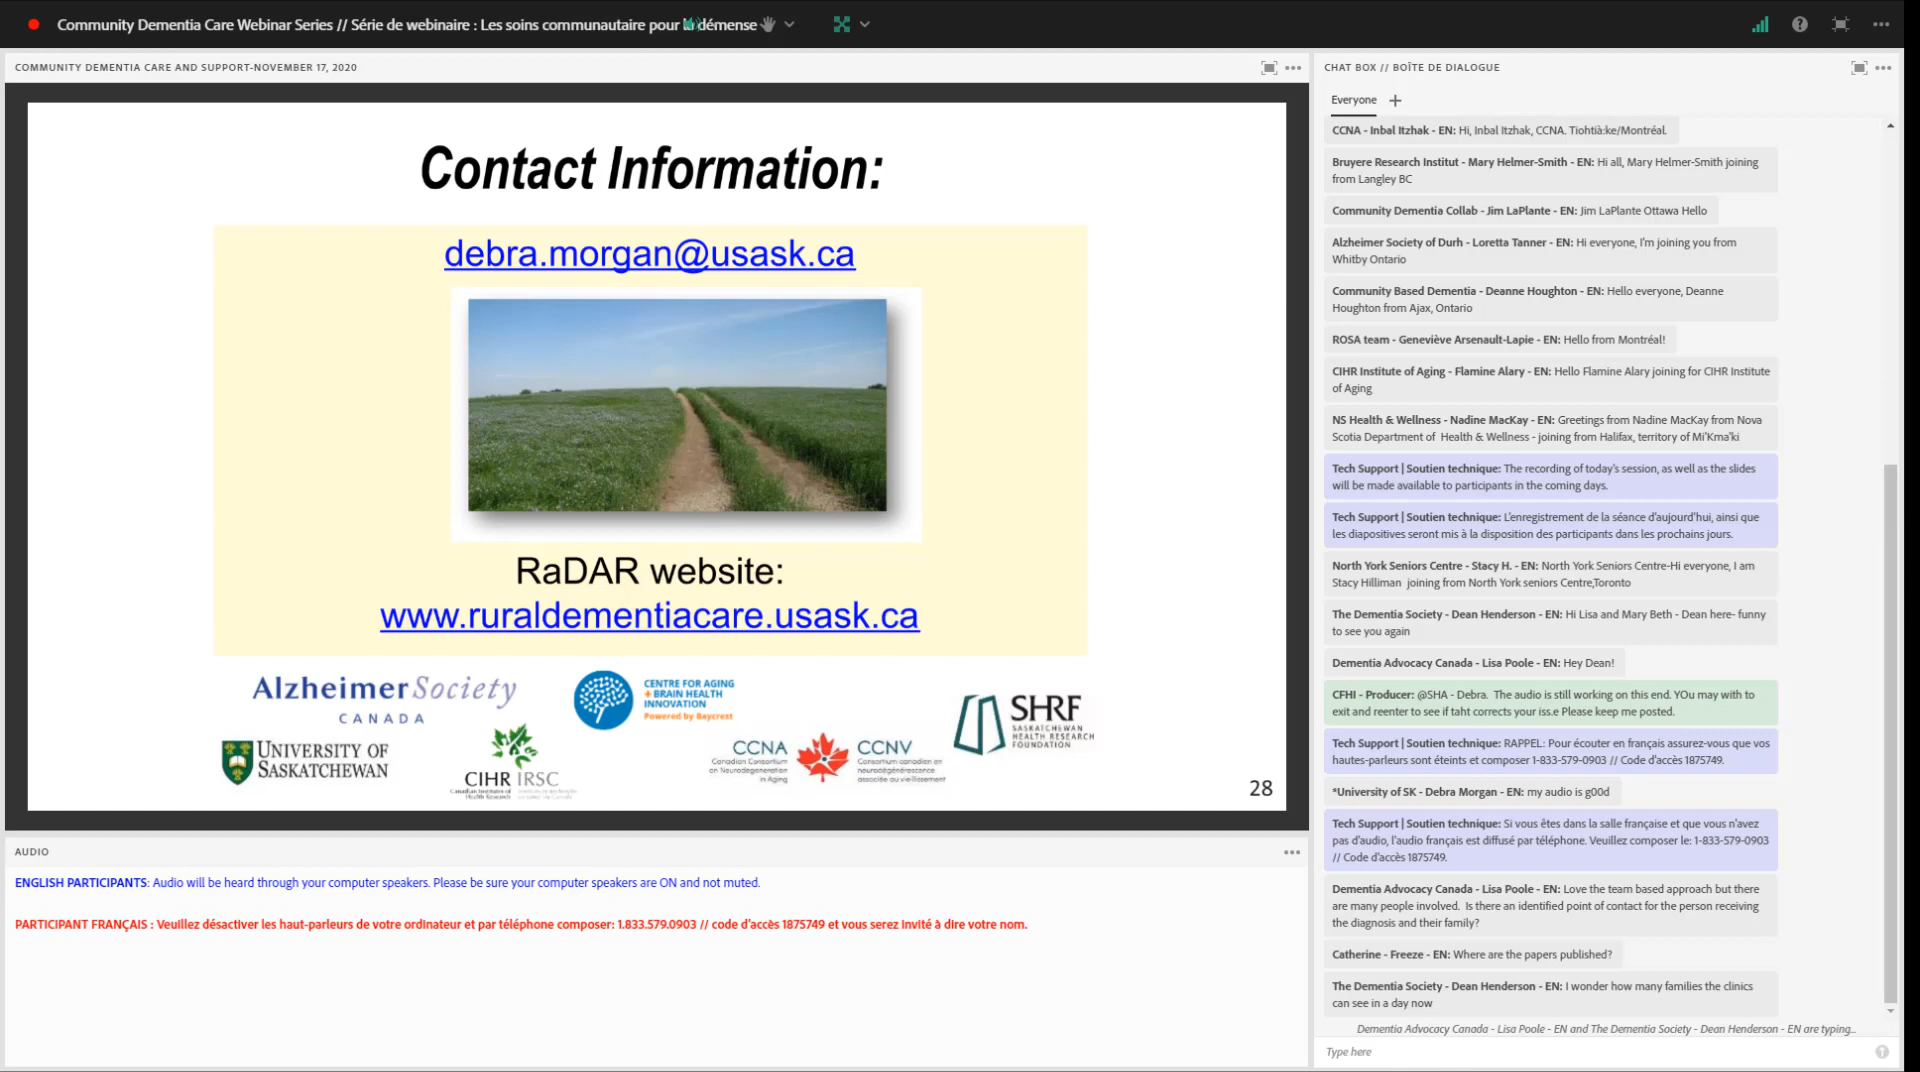 Community Dementia Care Webinar Series // Série de webinaire : Les soins communautaire pour la démense
COMMUNITY DEMENTIA CARE AND SUPPORT-NOVEMBER 17, 2020
Contact Information:
debra.morgan@usask.ca
RaDAR website:
www.ruraldementiacare.usask.ca
Alzheimer Society
CANADA
CENTRE FOR AGING
+ BRAIN HEALTH
INNOVATION
Powered by Baycrest
SHRF
SASKATCHEWAN
HEALTH RESEARCH
FOUNDATION
UNIVERSITY OF
SASKATCHEWAN
CIHR IRSC
Canadian Institutes of
Health Research
CCNA
Canadian Consortium
on Neurodegeneration
in Aging
CCNV
Consortium canadien en
neurodégénérescence
associée au vieillissement
28
AUDIO
ENGLISH PARTICIPANTS: Audio will be heard through your computer speakers. Please be sure your computer speakers are ON and not muted.
PARTICIPANT FRANÇAIS : Veuillez désactiver les haut-parleurs de votre ordinateur et par téléphone composer: 1.833.579.0903 // code d'accès 1875749 et vous serez invité à dire votre nom.
CHAT BOX // BOÎTE DE DIALOGUE
Everyone
CCNA - Inbal Itzhak - EN: Hi, Inbal Itzhak, CCNA. Tiohtià:ke/Montréal.
Bruyere Research Institut - Mary Helmer-Smith - EN: Hi all, Mary Helmer-Smith joining
from Langley BC
Community Dementia Collab - Jim LaPlante - EN: Jim LaPlante Ottawa Hello
Alzheimer Society of Durh - Loretta Tanner - EN: Hi everyone, I'm joining you from
Whitby Ontario
Community Based Dementia - Deanne Houghton - EN: Hello everyone, Deanne
Houghton from Ajax, Ontario
ROSA team - Geneviève Arsenault-Lapie - EN: Hello from Montréal!
CIHR Institute of Aging - Flamine Alary - EN: Hello Flamine Alary joining for CIHR Institute
of Aging
NS Health & Wellness - Nadine MacKay - EN: Greetings from Nadine MacKay from Nova
Scotia Department of Health & Wellness - joining from Halifax, territory of Mi'Kma'ki
Tech Support | Soutien technique: The recording of today's session, as well as the slides
will be made available to participants in the coming days.
Tech Support | Soutien technique: L'enregistrement de la séance d'aujourd'hui, ainsi que
les diapositives seront mis à la disposition des participants dans les prochains jours.
North York Seniors Centre - Stacy H. - EN: North York Seniors Centre-Hi everyone, I am
Stacy Hilliman joining from North York seniors Centre,Toronto
The Dementia Society - Dean Henderson - EN: Hi Lisa and Mary Beth - Dean here- funny
to see you again
Dementia Advocacy Canada - Lisa Poole - EN: Hey Dean!
CFHI - Producer: @SHA - Debra. The audio is still working on this end. YOu may with to
exit and reenter to see if taht corrects your iss.e Please keep me posted.
Tech Support | Soutien technique: RAPPEL: Pour écouter en français assurez-vous que vos
hautes-parleurs sont éteints et composer 1-833-579-0903 // Code d'accès 1875749.
*University of SK - Debra Morgan - EN: my audio is g00d
Tech Support | Soutien technique: Si vous êtes dans la salle française et que vous n'avez
pas d'audio, l'audio français est diffusé par téléphone. Veuillez composer le: 1-833-579-0903
// Code d'accès 1875749.
Dementia Advocacy Canada - Lisa Poole - EN: Love the team based approach but there
are many people involved. Is there an identified point of contact for the person receiving
the diagnosis and their family?
Catherine - Freeze - EN: Where are the papers published?
The Dementia Society - Dean Henderson - EN: I wonder how many families the clinics
can see in a day now
Dementia Advocacy Canada - Lisa Poole - EN and The Dementia Society - Dean Henderson - EN are typing...
Type here